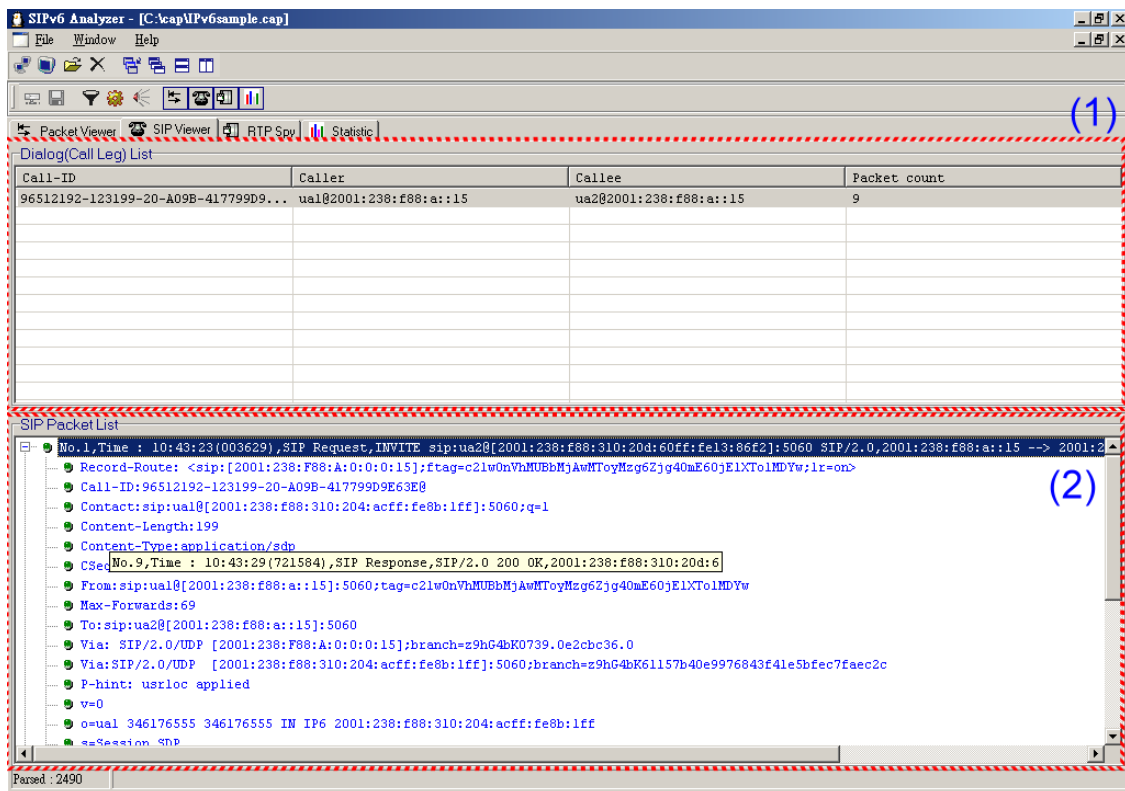 SIPv6 Analyzer - [C:\cap\IPv6sample.cap]
File Window Help
(1)
Packet Viewer SIP Viewer RTP Spy Statistic
Dialog(Call Leg) List
Call-ID Caller Callee Packet count
96512192-123199-20-A09B-417799D9... ua1@2001:238:f88:a::15 ua2@2001:238:f88:a::15 9
SIP Packet List
No.1,Time : 10:43:23(003629),SIP Request,INVITE sip:ua2@[2001:238:f88:310:20d:60ff:fe13:86f2]:5060 SIP/2.0,2001:238:f88:a::15 --> 2001:2
Record-Route: <sip:[2001:238:F88:A:0:0:0:15];ftag=c2lwOnVhMUBbMjAwMToyMzg6Zjg4OmE6OjE1XTo1MDYw;lr=on>
(2)
Call-ID:96512192-123199-20-A09B-417799D9E63E@
Contact:sip:ua1@[2001:238:f88:310:204:acff:fe8b:1ff]:5060;q=1
Content-Length:199
Content-Type:application/sdp
CSeq
No.9,Time : 10:43:29(721584),SIP Response,SIP/2.0 200 OK,2001:238:f88:310:20d:6
From:sip:ua1@[2001:238:f88:a::15]:5060;tag=c2lwOnVhMUBbMjAwMToyMzg6Zjg4OmE6OjE1XTo1MDYw
Max-Forwards:69
To:sip:ua2@[2001:238:f88:a::15]:5060
Via: SIP/2.0/UDP [2001:238:F88:A:0:0:0:15];branch=z9hG4bK0739.0e2cbc36.0
Via:SIP/2.0/UDP [2001:238:f88:310:204:acff:fe8b:1ff]:5060;branch=z9hG4bK61157b40e9976843f41e5bfec7faec2c
P-hint: usrloc applied
v=0
o=ua1 346176555 346176555 IN IP6 2001:238:f88:310:204:acff:fe8b:1ff
s=Session SDP
Parsed : 2490